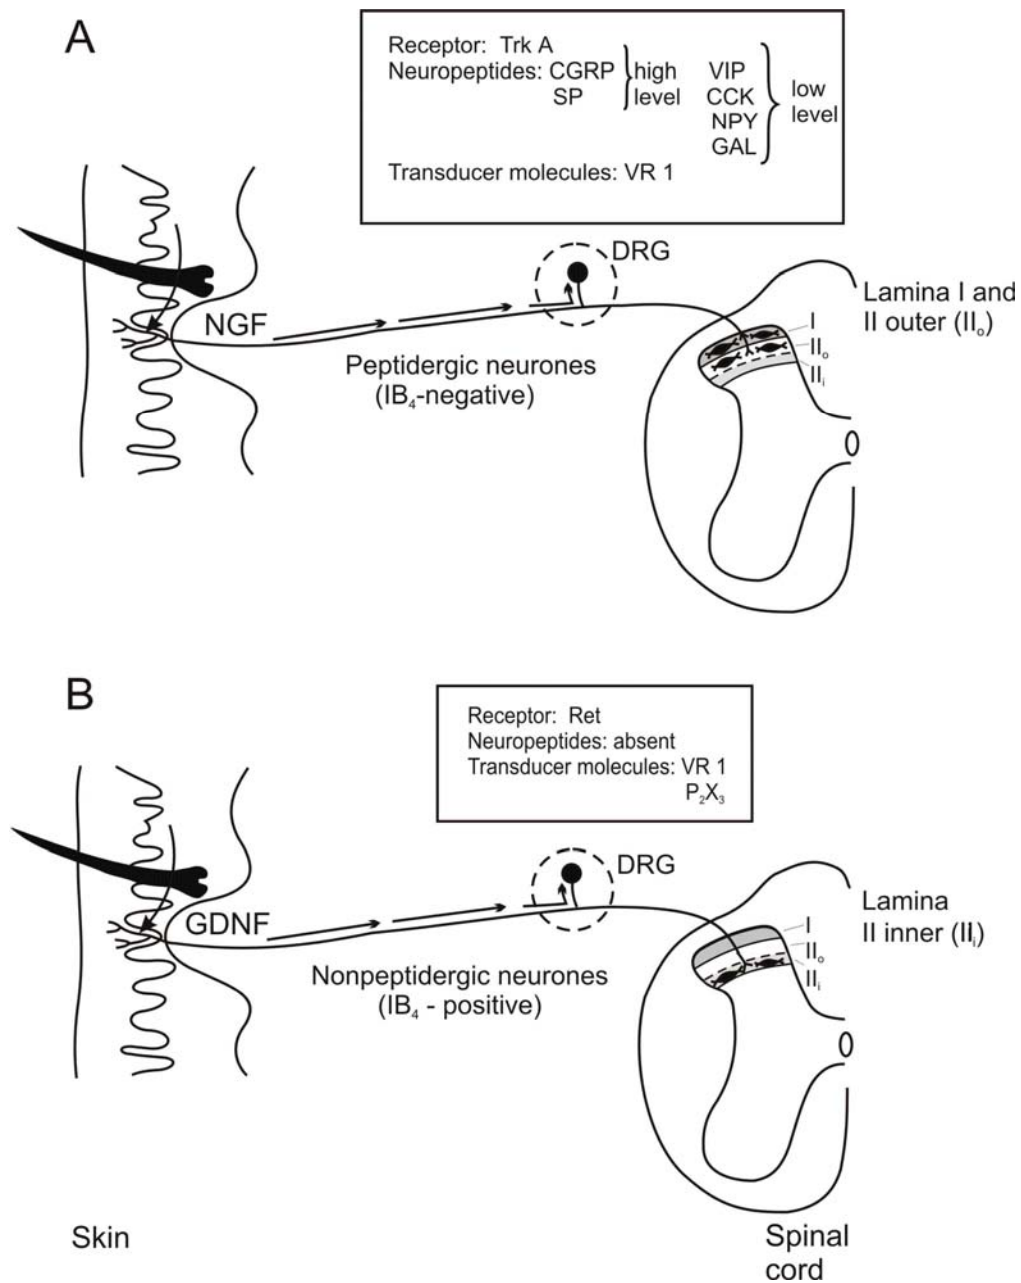 A
Receptor: Trk A
Neuropeptides: CGRP
SP
high
level
VIP
CCK
NPY
GAL
low
level
Transducer molecules: VR 1
DRG
NGF
Peptidergic neurones
(IB₄-negative)
Lamina I and
II outer (IIₒ)
I
IIₒ
IIᵢ
B
Receptor: Ret
Neuropeptides: absent
Transducer molecules: VR 1
P₂X₃
DRG
GDNF
Nonpeptidergic neurones
(IB₄ - positive)
Lamina
II inner (IIᵢ)
I
IIₒ
IIᵢ
Skin
Spinal
cord